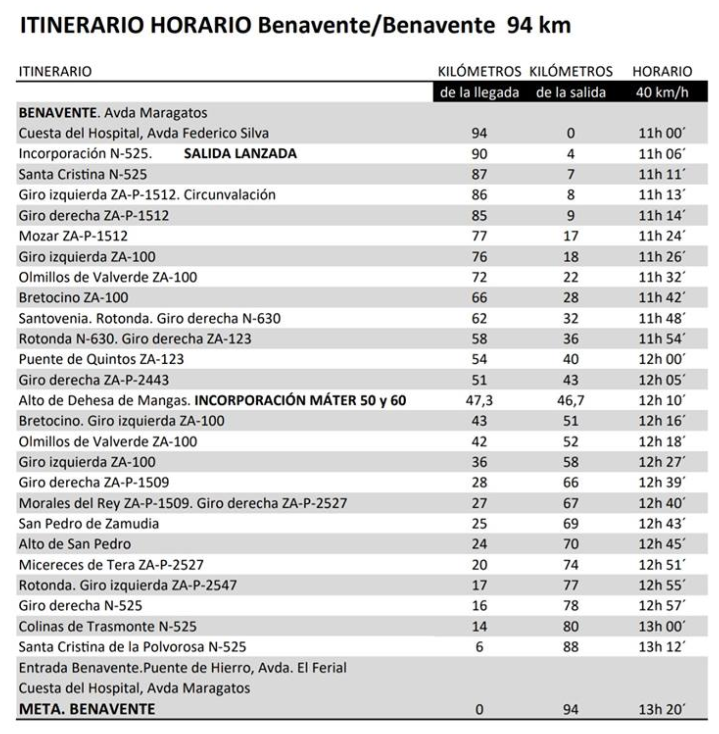 ITINERARIO HORARIO Benavente/Benavente 94 km
ITINERARIO KILÓMETROS KILÓMETROS HORARIO
de la llegada de la salida 40 km/h
BENAVENTE. Avda Maragatos
Cuesta del Hospital, Avda Federico Silva 94 0 11h 00´
Incorporación N-525. SALIDA LANZADA 90 4 11h 06´
Santa Cristina N-525 87 7 11h 11´
Giro izquierda ZA-P-1512. Circunvalación 86 8 11h 13´
Giro derecha ZA-P-1512 85 9 11h 14´
Mozar ZA-P-1512 77 17 11h 24´
Giro izquierda ZA-100 76 18 11h 26´
Olmillos de Valverde ZA-100 72 22 11h 32´
Bretocino ZA-100 66 28 11h 42´
Santovenia. Rotonda. Giro derecha N-630 62 32 11h 48´
Rotonda N-630. Giro derecha ZA-123 58 36 11h 54´
Puente de Quintos ZA-123 54 40 12h 00´
Giro derecha ZA-P-2443 51 43 12h 05´
Alto de Dehesa de Mangas. INCORPORACIÓN MÁTER 50 y 60 47,3 46,7 12h 10´
Bretocino. Giro izquierda ZA-100 43 51 12h 16´
Olmillos de Valverde ZA-100 42 52 12h 18´
Giro izquierda ZA-100 36 58 12h 27´
Giro derecha ZA-P-1509 28 66 12h 39´
Morales del Rey ZA-P-1509. Giro derecha ZA-P-2527 27 67 12h 40´
San Pedro de Zamudia 25 69 12h 43´
Alto de San Pedro 24 70 12h 45´
Micereces de Tera ZA-P-2527 20 74 12h 51´
Rotonda. Giro izquierda ZA-P-2547 17 77 12h 55´
Giro derecha N-525 16 78 12h 57´
Colinas de Trasmonte N-525 14 80 13h 00´
Santa Cristina de la Polvorosa N-525 6 88 13h 12´
Entrada Benavente.Puente de Hierro, Avda. El Ferial
Cuesta del Hospital, Avda Maragatos
META. BENAVENTE 0 94 13h 20´